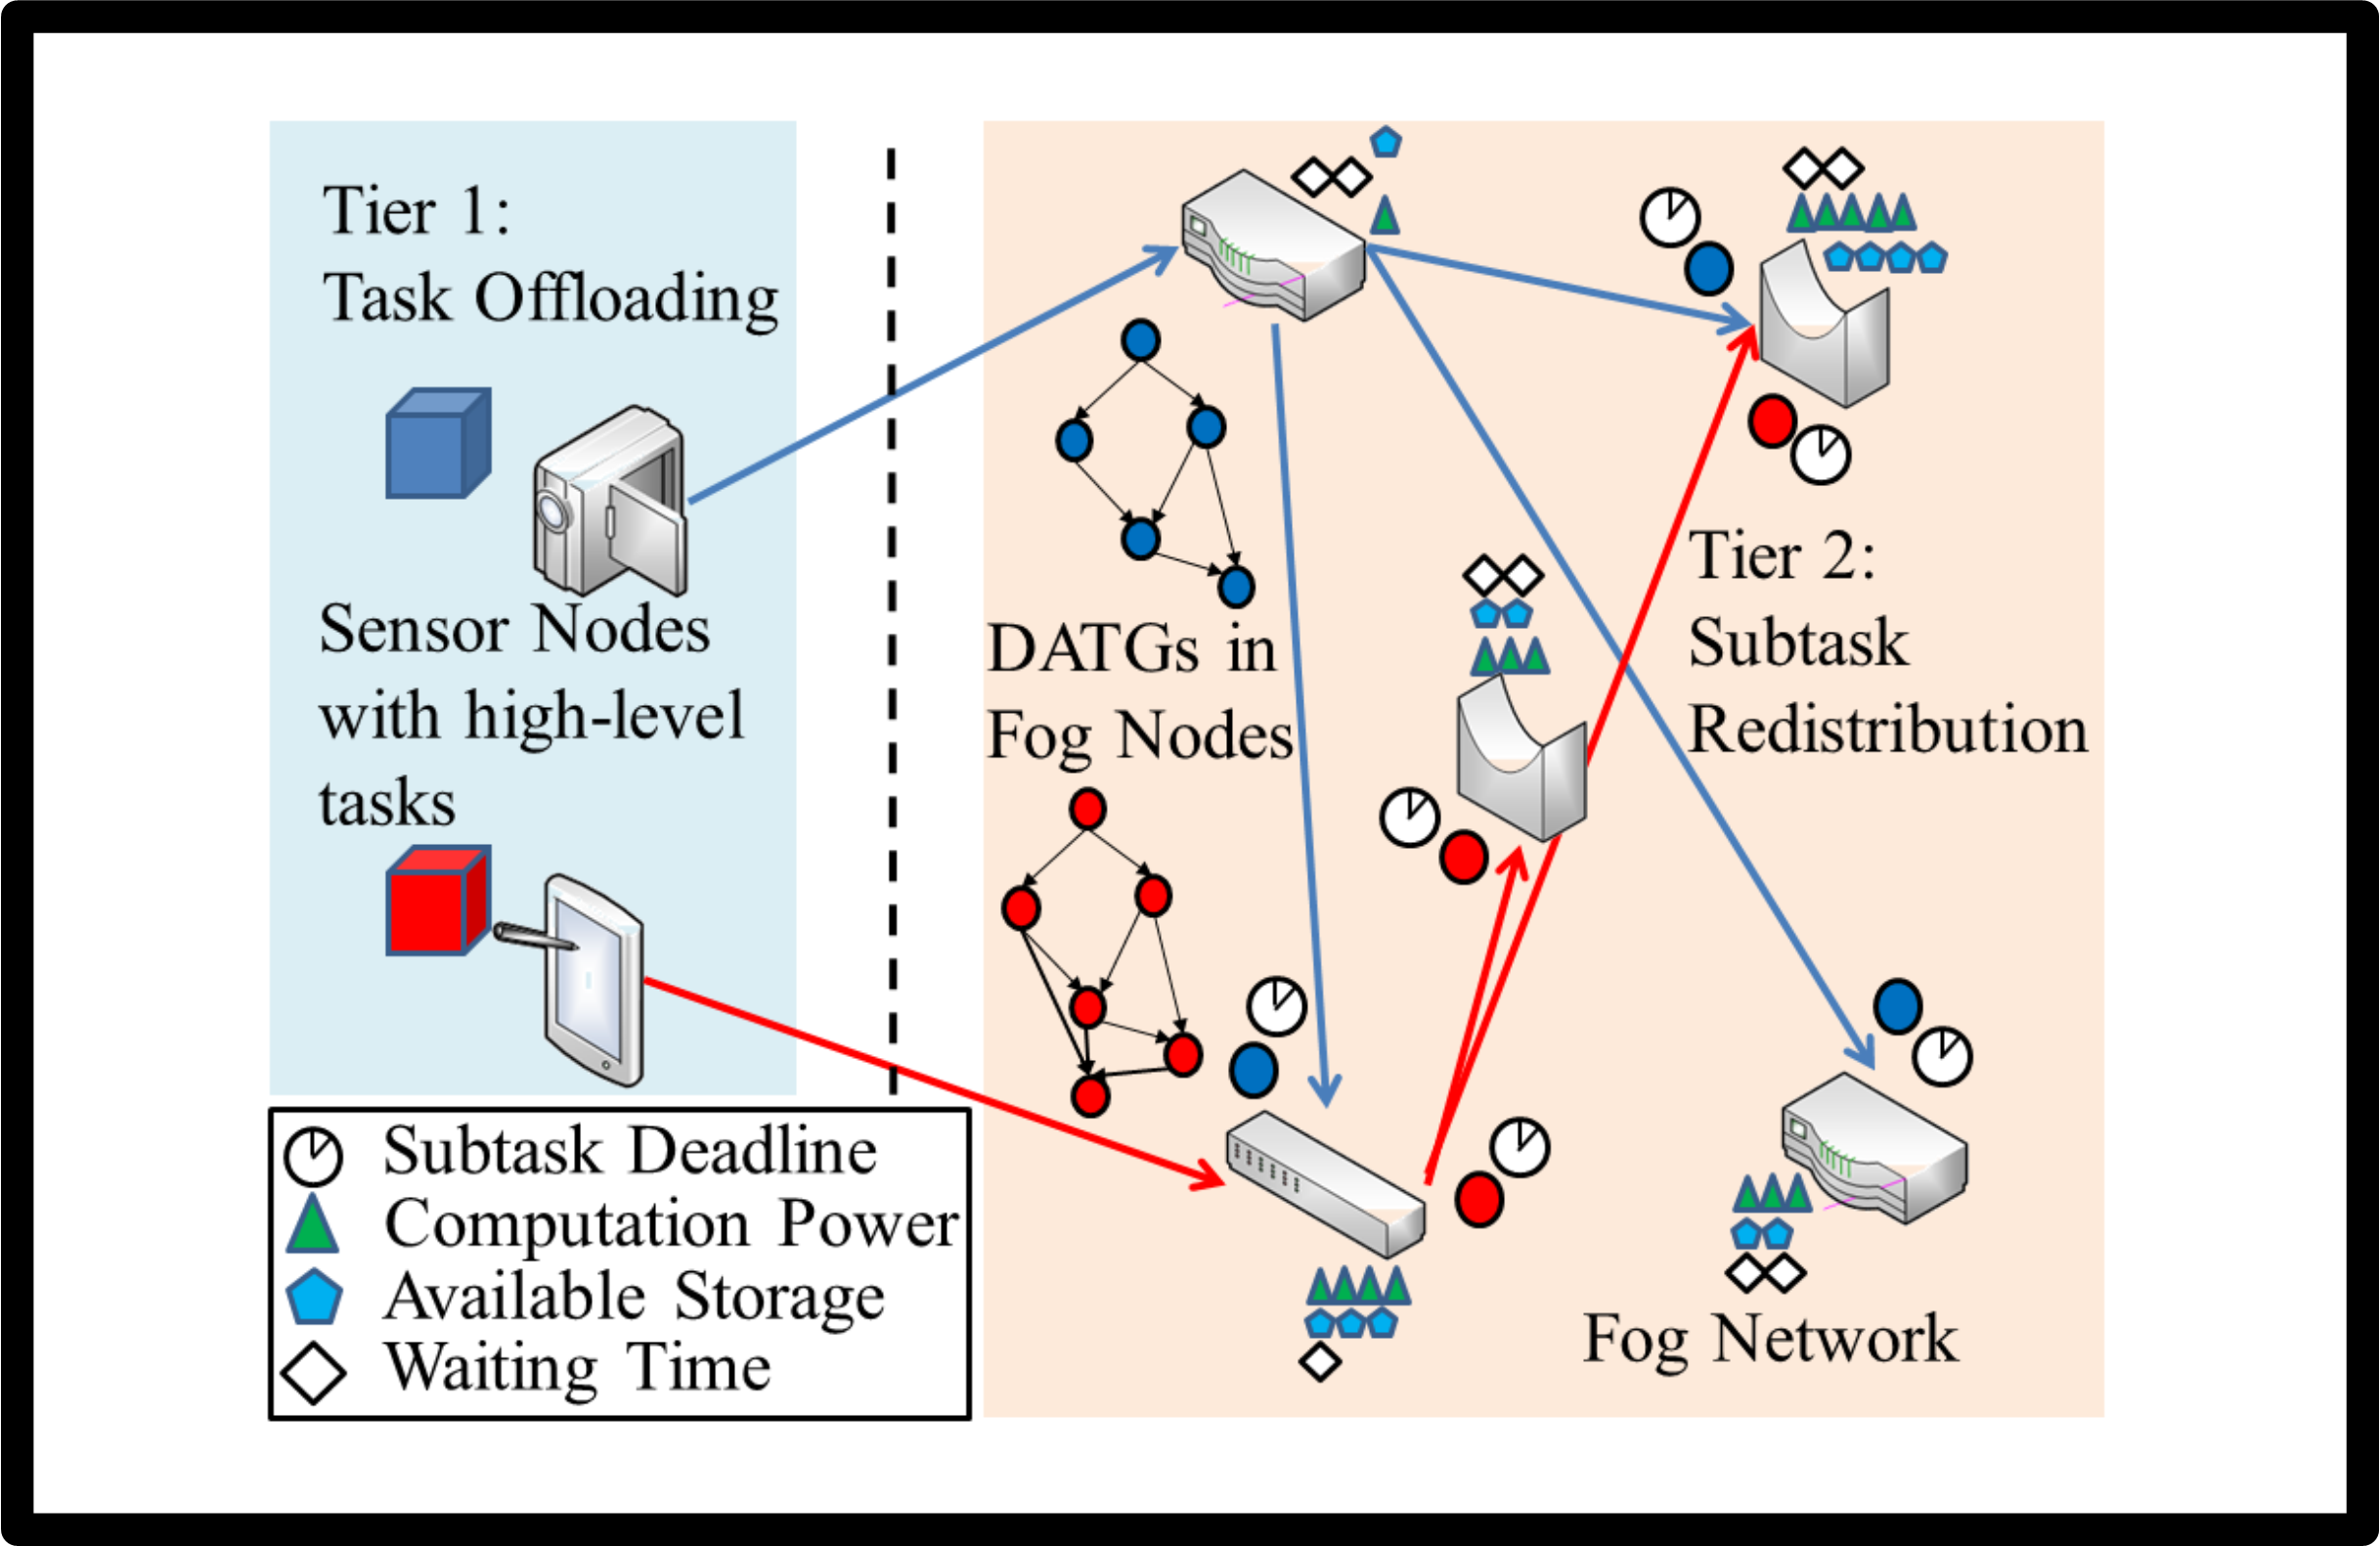 Tier 1:
Task Offloading
Sensor Nodes
with high-level
tasks
DATGs in
Fog Nodes
Tier 2:
Subtask
Redistribution
Fog Network
Subtask Deadline
Computation Power
Available Storage
Waiting Time